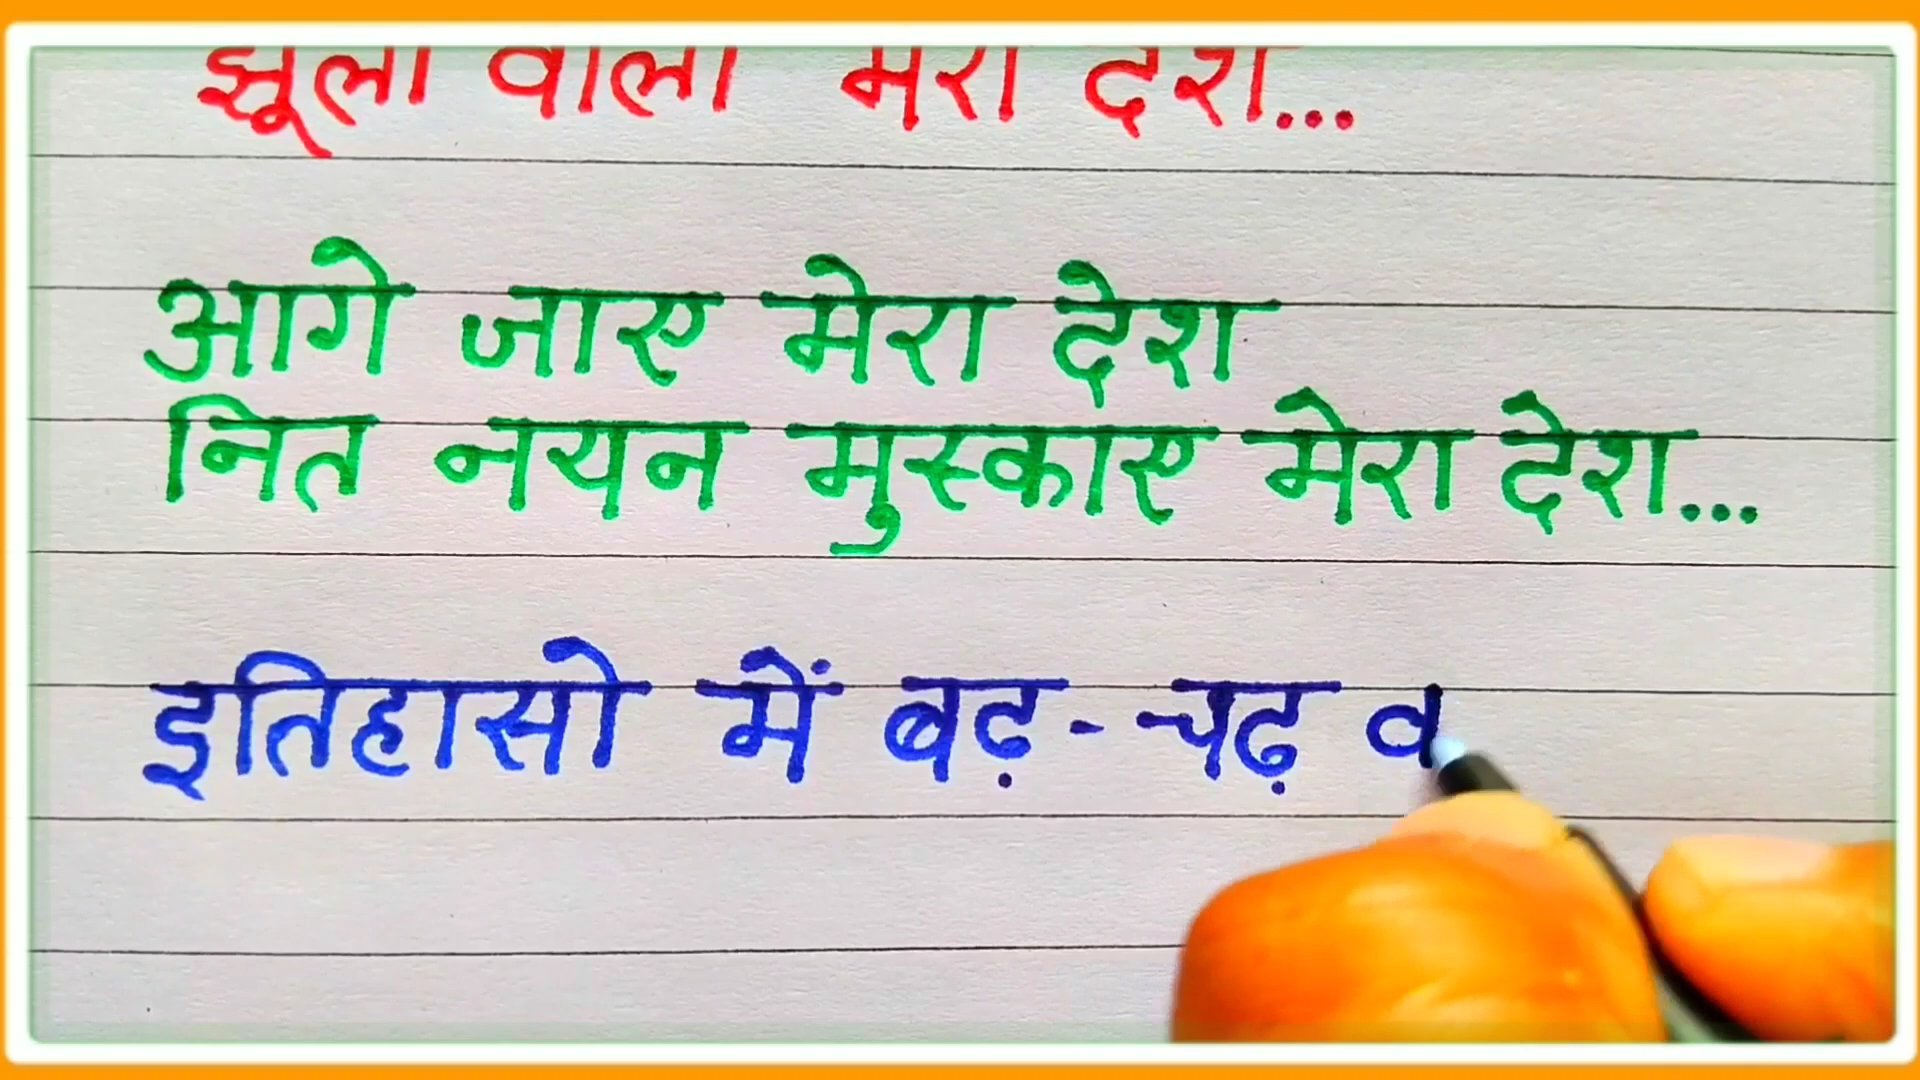 झूला वाला मेरा देश...
आगे जाए मेरा देश
नित नयन मुस्काए मेरा देश...
इतिहासो में बढ़-चढ़